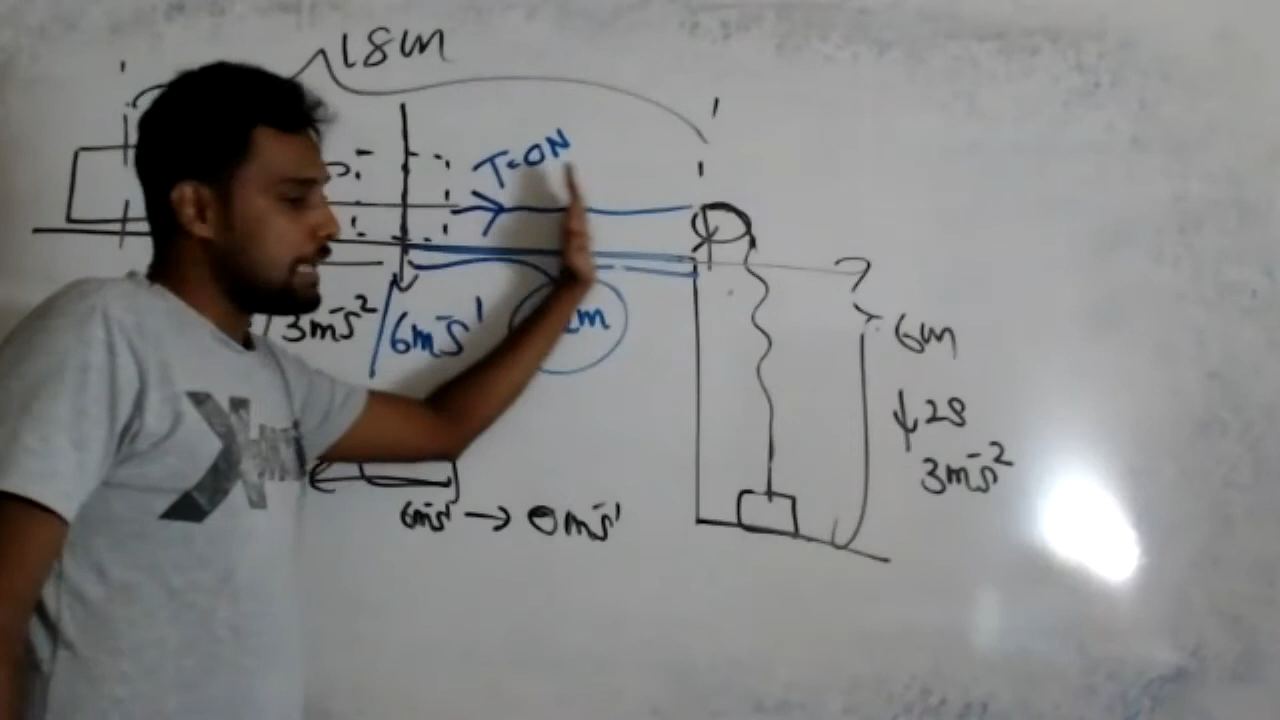 18m
T=0N
3ms⁻²
6ms⁻¹
m
6m
↓2s
3ms⁻²
6ms⁻¹ → 0ms⁻¹